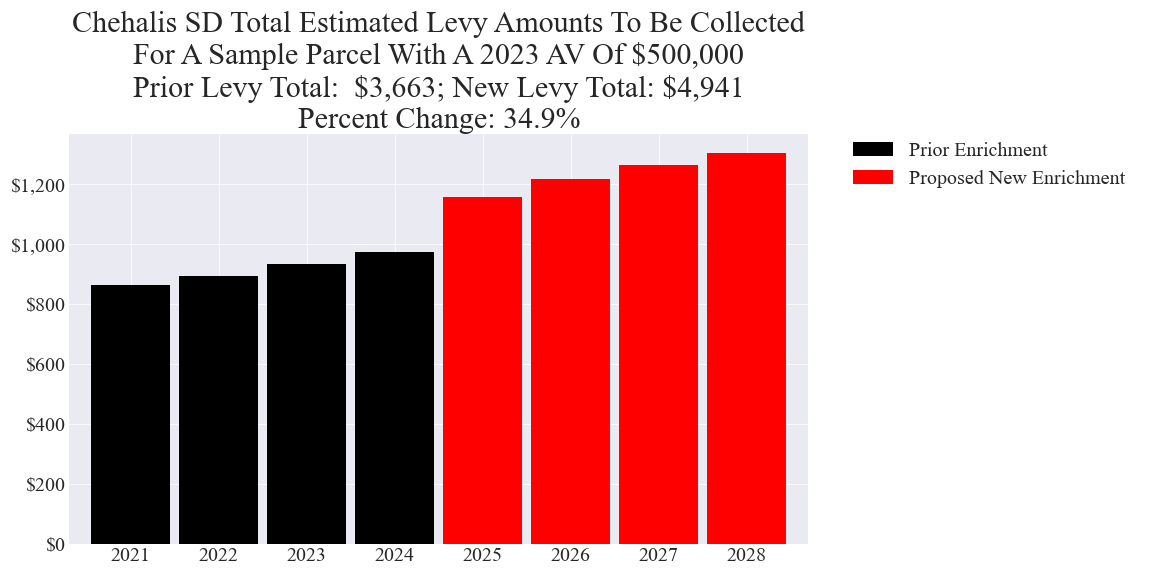 Chehalis SD Total Estimated Levy Amounts To Be Collected
For A Sample Parcel With A 2023 AV Of $500,000
Prior Levy Total:  $3,663; New Levy Total: $4,941
Percent Change: 34.9%
Prior Enrichment
Proposed New Enrichment
$1,200
$1,000
$800
$600
$400
$200
$0
2021 2022 2023 2024 2025 2026 2027 2028